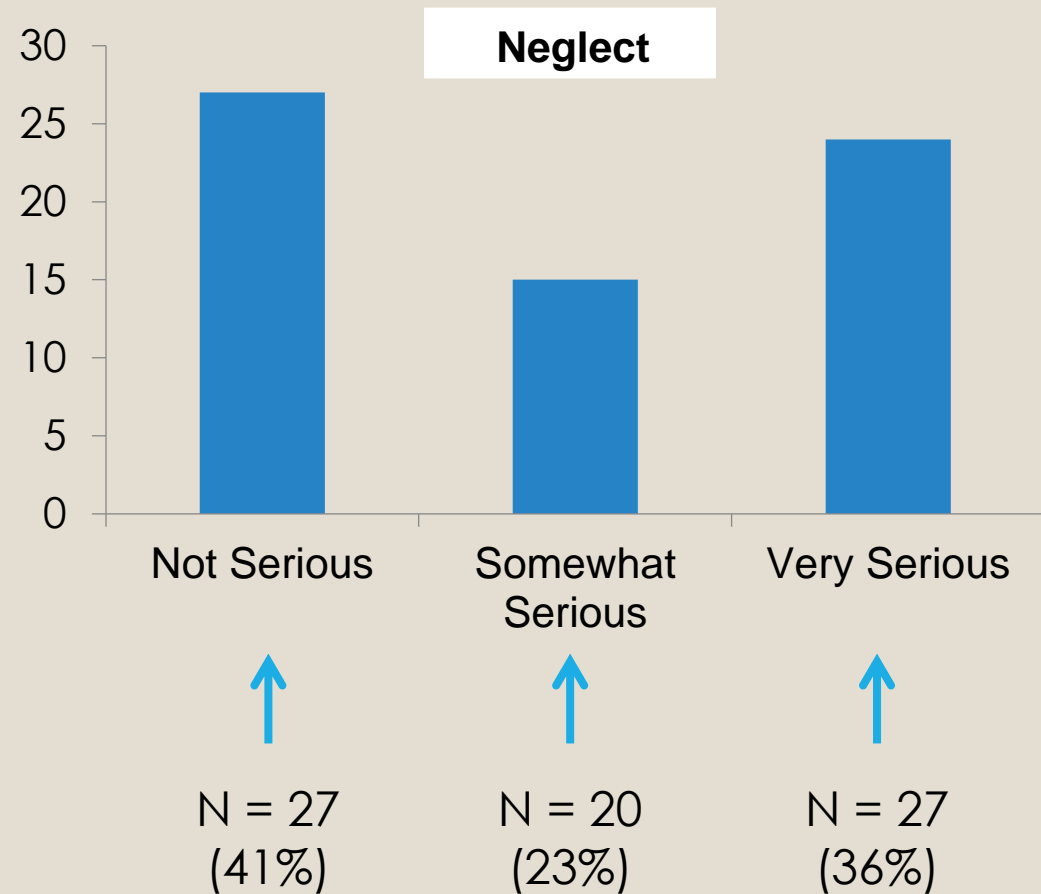 Neglect
30
25
20
15
10
5
0
Not Serious
Somewhat
Serious
Very Serious
N = 27
(41%)
N = 20
(23%)
N = 27
(36%)